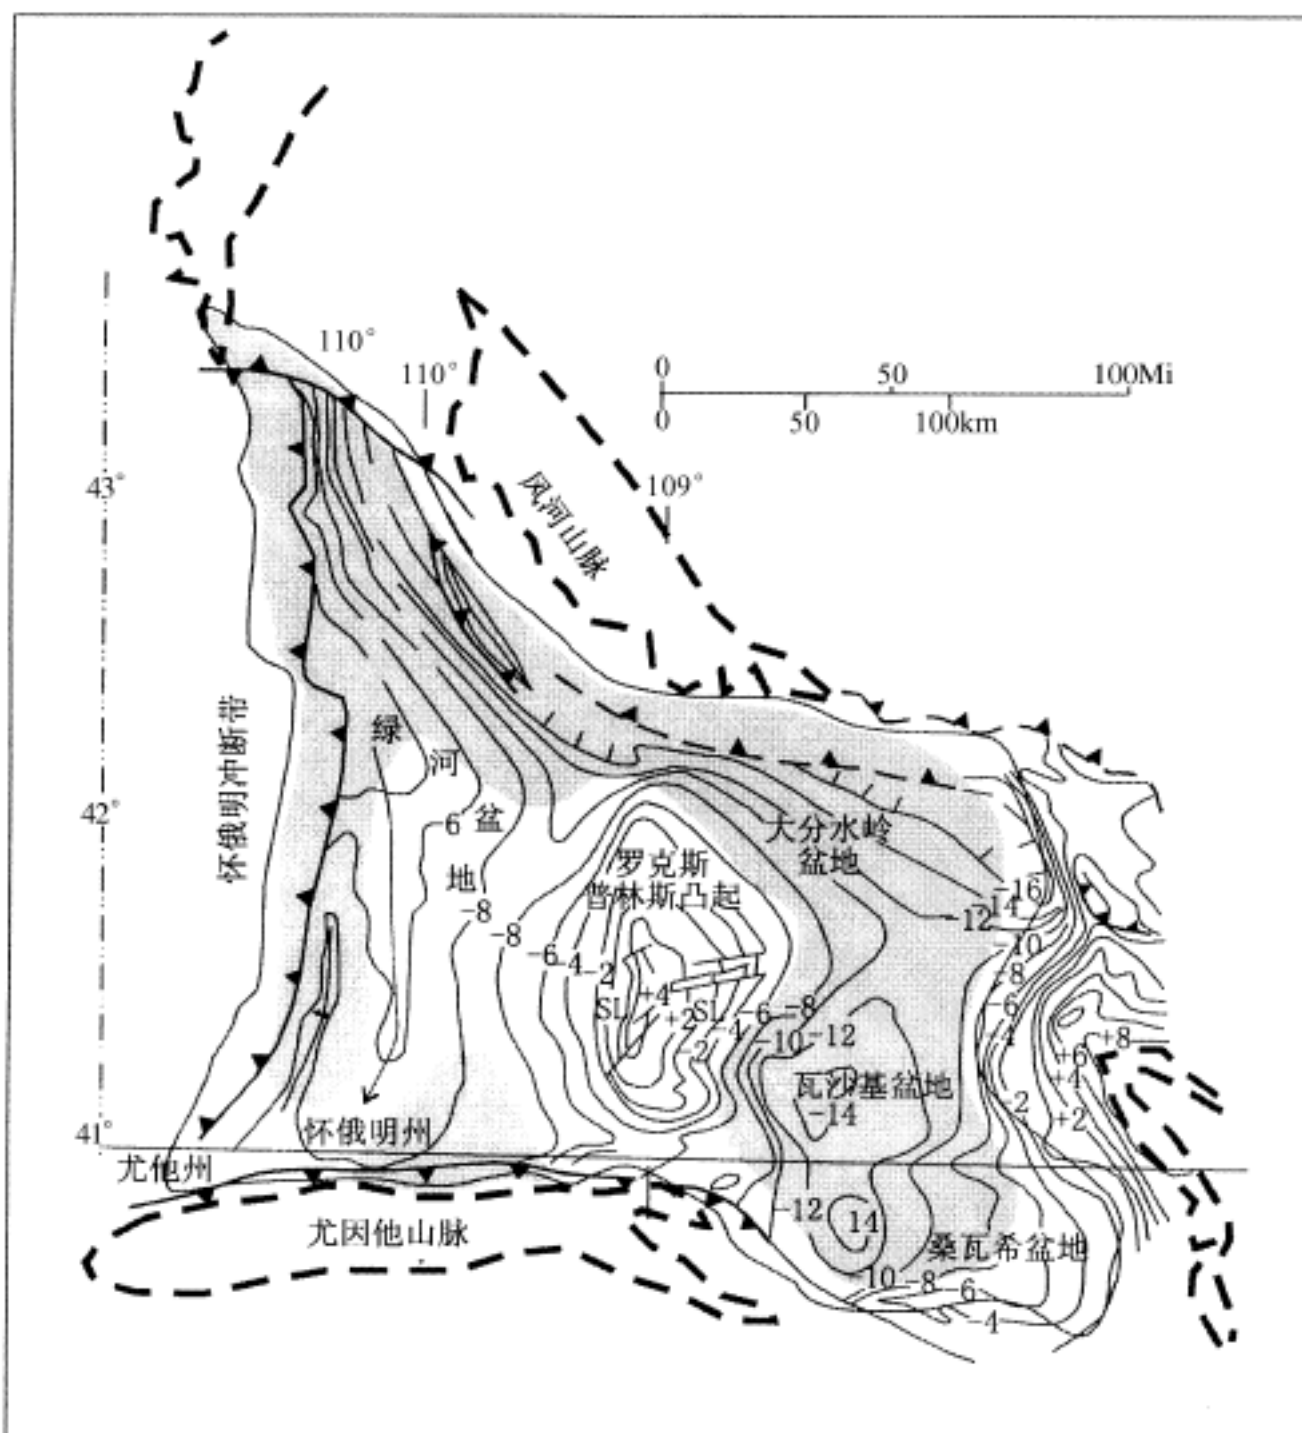 110°
110°
0 50 100Mi
0 50 100km
43°
109°
风河山脉
怀俄明冲断带
绿
河
盆
地
42°
-6
大分水岭
盆地
罗克斯
普林斯凸起
-8
-8
-6
-4
-2
SL
+4
+2
SL
-2
-4
-6
-8
-10
-12
-16
-14
-12
-10
-8
-6
-4
-2
+8
+6
+4
+2
瓦沙基盆地
-14
怀俄明州
41°
尤他州
尤因他山脉
-12
14
桑瓦希盆地
-10
-8
-6
-4